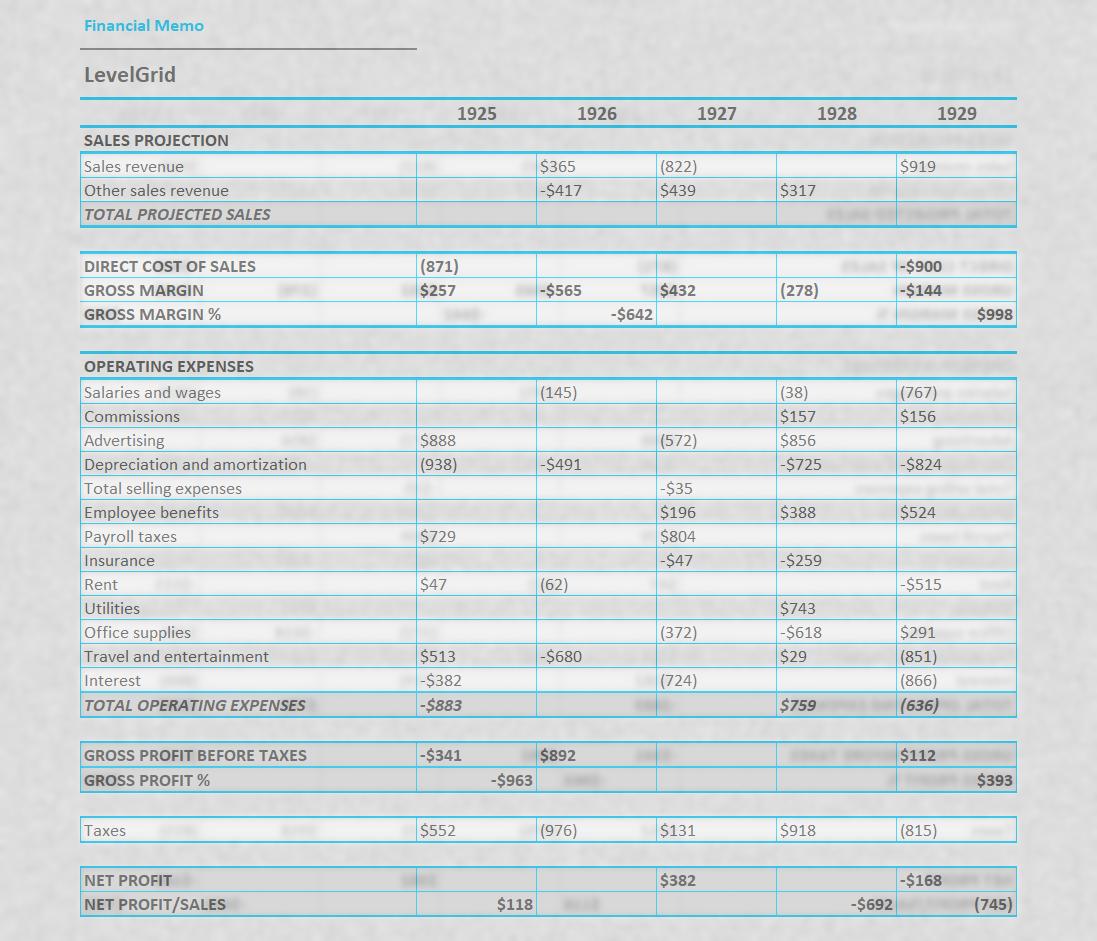 Financial Memo
LevelGrid
1925 1926 1927 1928 1929
SALES PROJECTION
Sales revenue $365 (822) $919
Other sales revenue -$417 $439 $317
TOTAL PROJECTED SALES
DIRECT COST OF SALES (871) -$900
GROSS MARGIN $257 -$565 $432 (278) -$144
GROSS MARGIN % -$642 $998
OPERATING EXPENSES
Salaries and wages (145) (38) (767)
Commissions $157 $156
Advertising $888 (572) $856
Depreciation and amortization (938) -$491 -$725 -$824
Total selling expenses -$35
Employee benefits $196 $388 $524
Payroll taxes $729 $804
Insurance -$47 -$259
Rent $47 (62) -$515
Utilities $743
Office supplies (372) -$618 $291
Travel and entertainment $513 -$680 $29 (851)
Interest -$382 (724) (866)
TOTAL OPERATING EXPENSES -$883 $759 (636)
GROSS PROFIT BEFORE TAXES -$341 $892 $112
GROSS PROFIT % -$963 $393
Taxes $552 (976) $131 $918 (815)
NET PROFIT $382 -$168
NET PROFIT/SALES $118 -$692 (745)